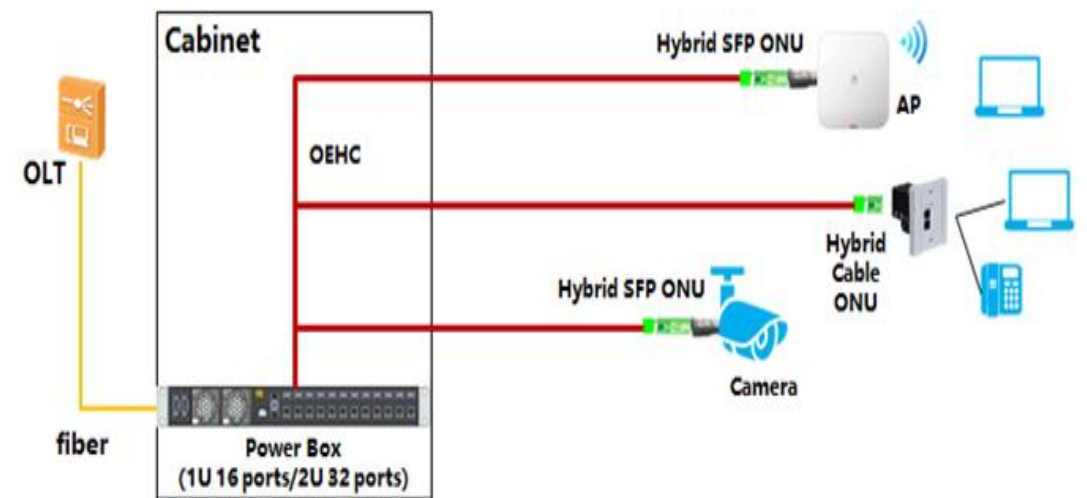 Cabinet
OLT
fiber
OEHC
Hybrid SFP ONU
AP
Hybrid
Cable
ONU
Hybrid SFP ONU
Camera
Power Box
(1U 16 ports/2U 32 ports)